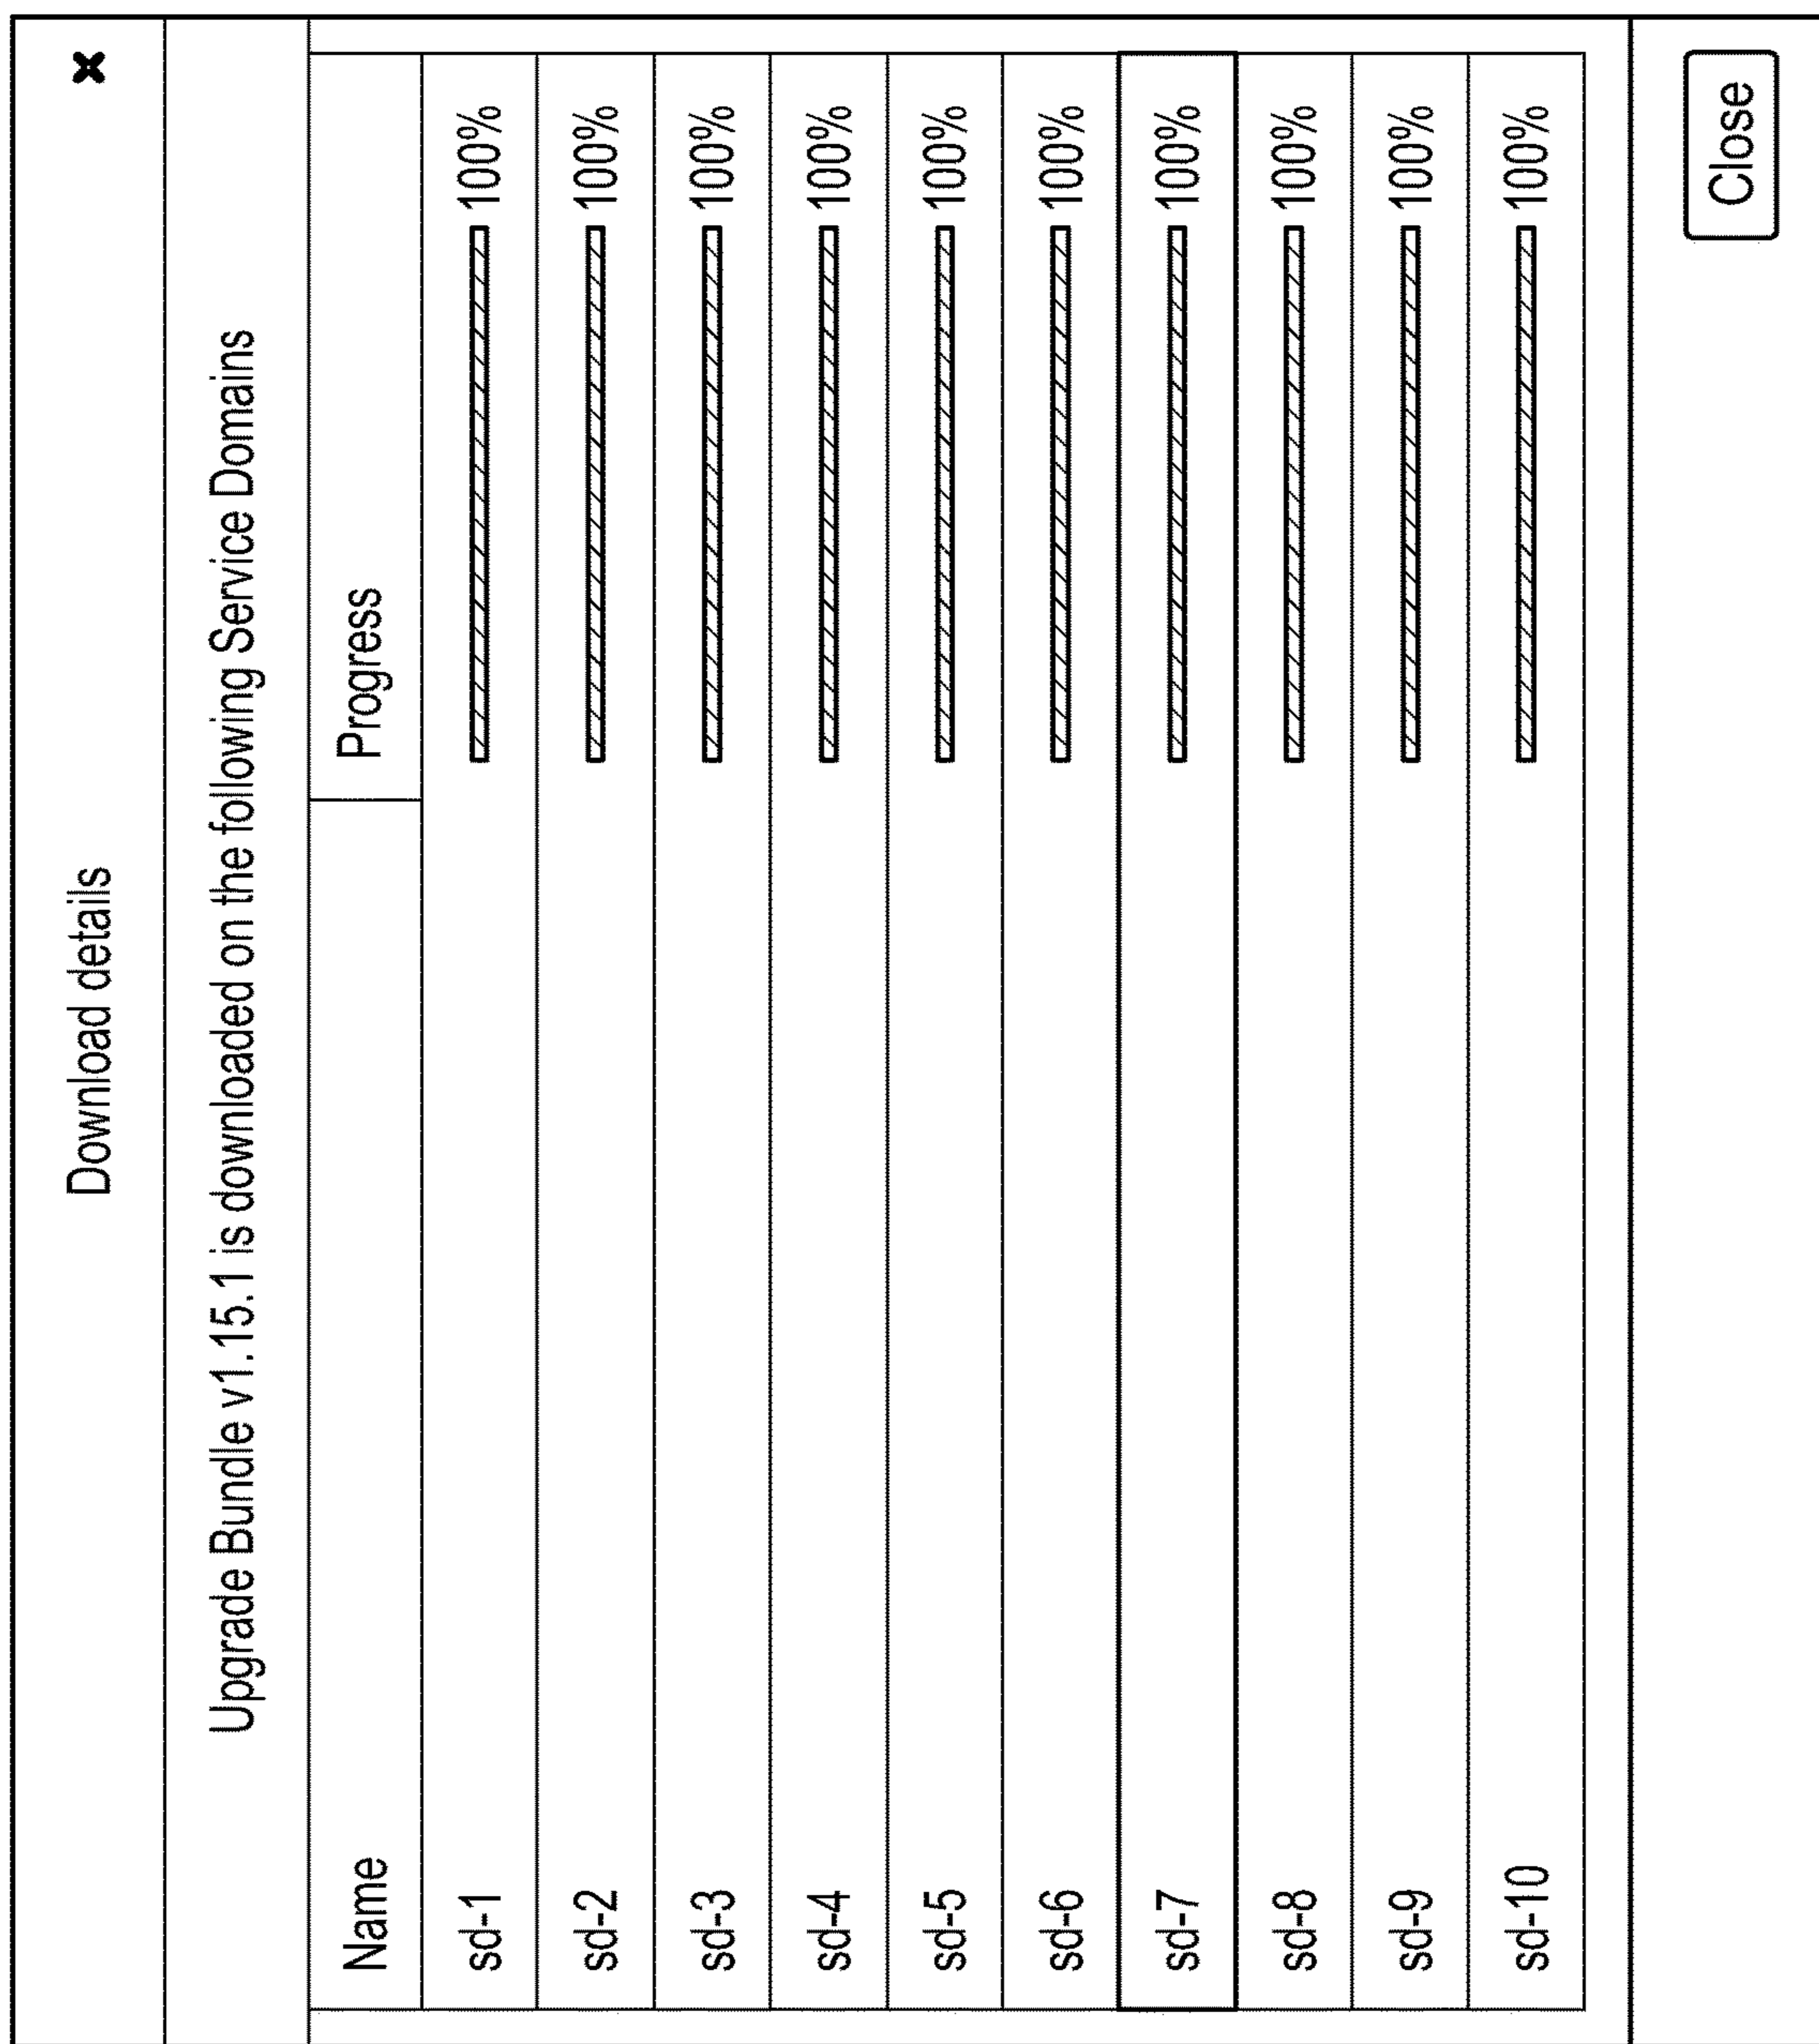 Download details
Upgrade Bundle v1.15.1 is downloaded on the following Service Domains
Name Progress
sd-1 100%
sd-2 100%
sd-3 100%
sd-4 100%
sd-5 100%
sd-6 100%
sd-7 100%
sd-8 100%
sd-9 100%
sd-10 100%
Close